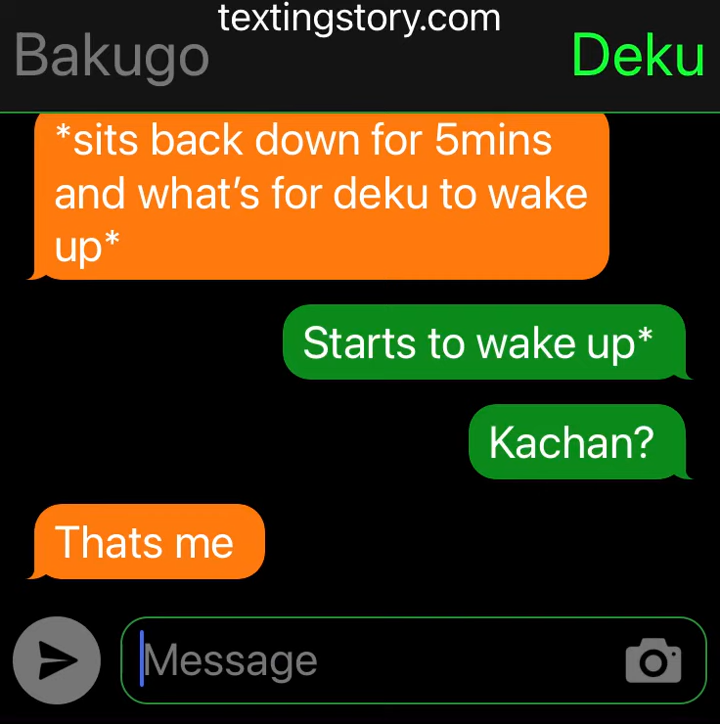 textingstory.com
Bakugo
Deku
*sits back down for 5mins
and what’s for deku to wake
up*
Starts to wake up*
Kachan?
Thats me
Message